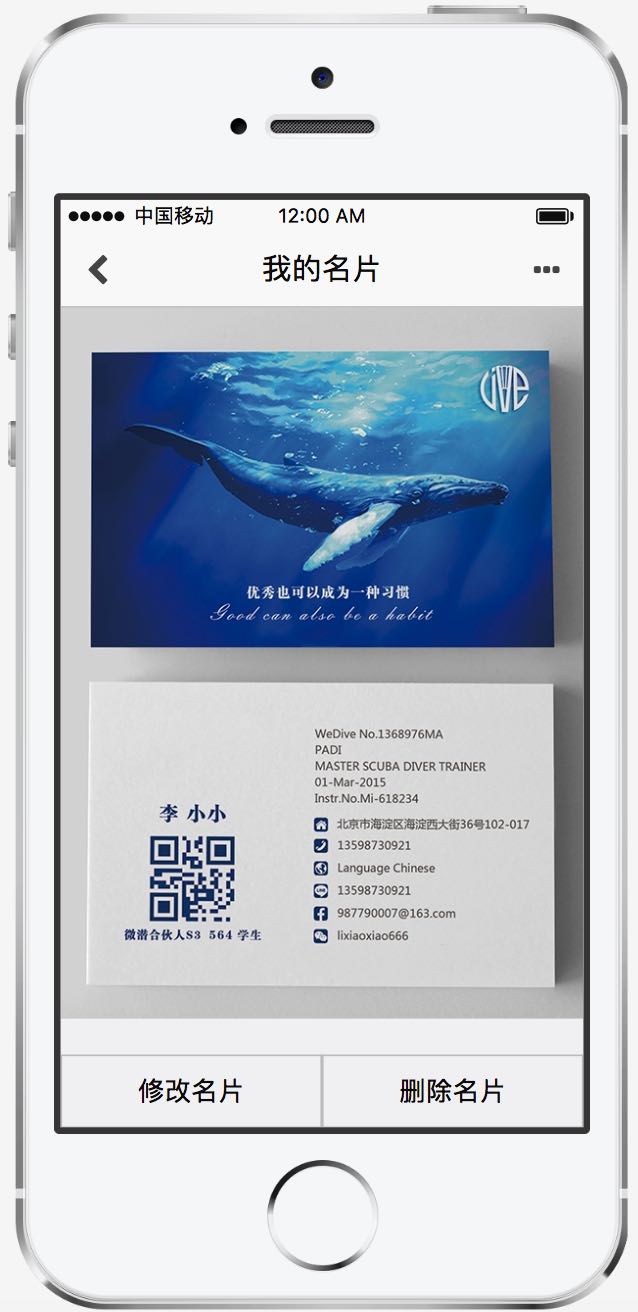 中国移动 12:00 AM
我的名片
WeDive
优秀也可以成为一种习惯
Good can also be a habit
WeDive No.1368976MA
PADI
MASTER SCUBA DIVER TRAINER
01-Mar-2015
Instr.No.Mi-618234
李 小小
微潜合伙人S3 564 学生
北京市海淀区海淀西大街36号102-017
13598730921
Language Chinese
13598730921
987790007@163.com
lixiaoxiao666
修改名片 删除名片